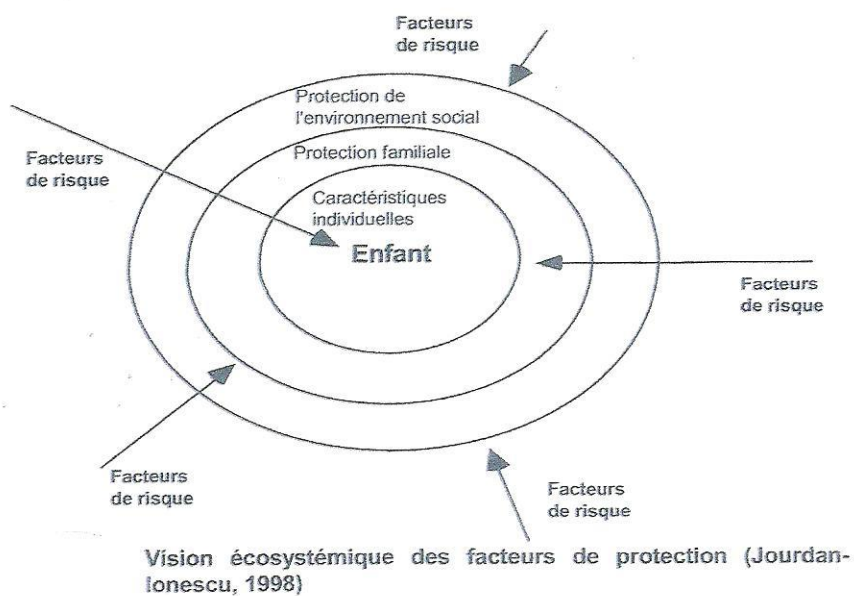 Facteurs
de risque
Protection de
l'environnement social
Protection familiale
Facteurs
de risque
Caractéristiques
individuelles
Enfant
Facteurs
de risque
Facteurs
de risque
Facteurs
de risque
Vision écosystémique des facteurs de protection (Jourdan-
Ionescu, 1998)